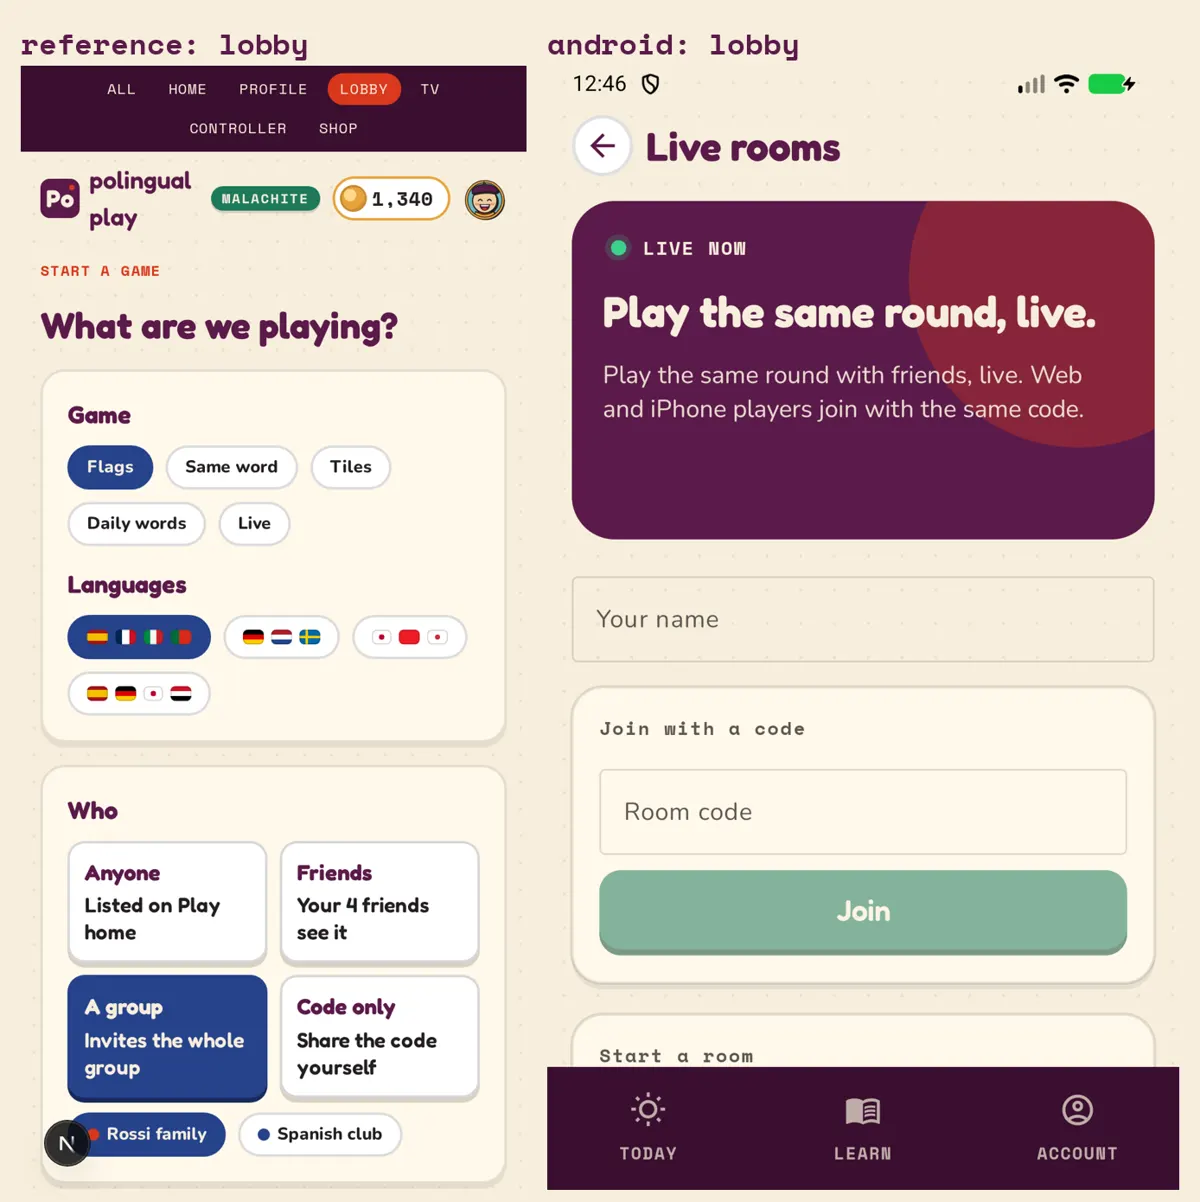 reference: lobby
ALL HOME PROFILE LOBBY TV
CONTROLLER SHOP
Po polingual play
MALACHITE
1,340
START A GAME
What are we playing?
Game
Flags Same word Tiles
Daily words Live
Languages
Who
Anyone
Listed on Play
home
Friends
Your 4 friends
see it
A group
Invites the whole
group
Code only
Share the code
yourself
N
Rossi family Spanish club
android: lobby
12:46
Live rooms
LIVE NOW
Play the same round, live.
Play the same round with friends, live. Web
and iPhone players join with the same code.
Your name
Join with a code
Room code
Join
Start a room
TODAY LEARN ACCOUNT